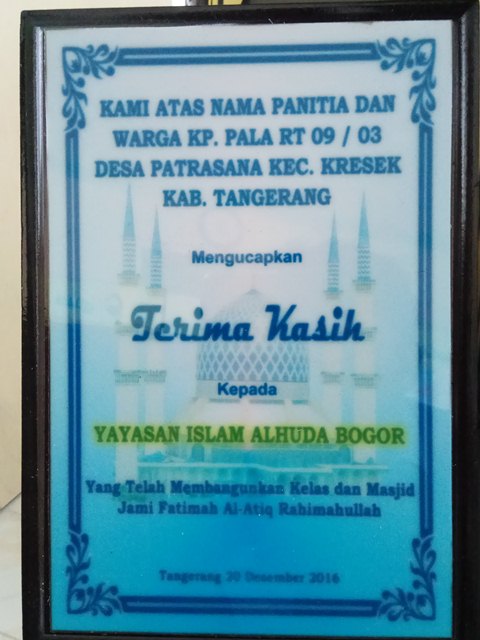 KAMI ATAS NAMA PANITIA DAN
WARGA KP. PALA RT 09 / 03
DESA PATRASANA KEC. KRESEK
KAB. TANGERANG
Mengucapkan
Terima Kasih
Kepada
YAYASAN ISLAM ALHUDA BOGOR
Yang Telah Membangunkan Kelas dan Masjid
Jami Fatimah Al-Atiq Rahimahullah
Tangerang 30 Desember 2016